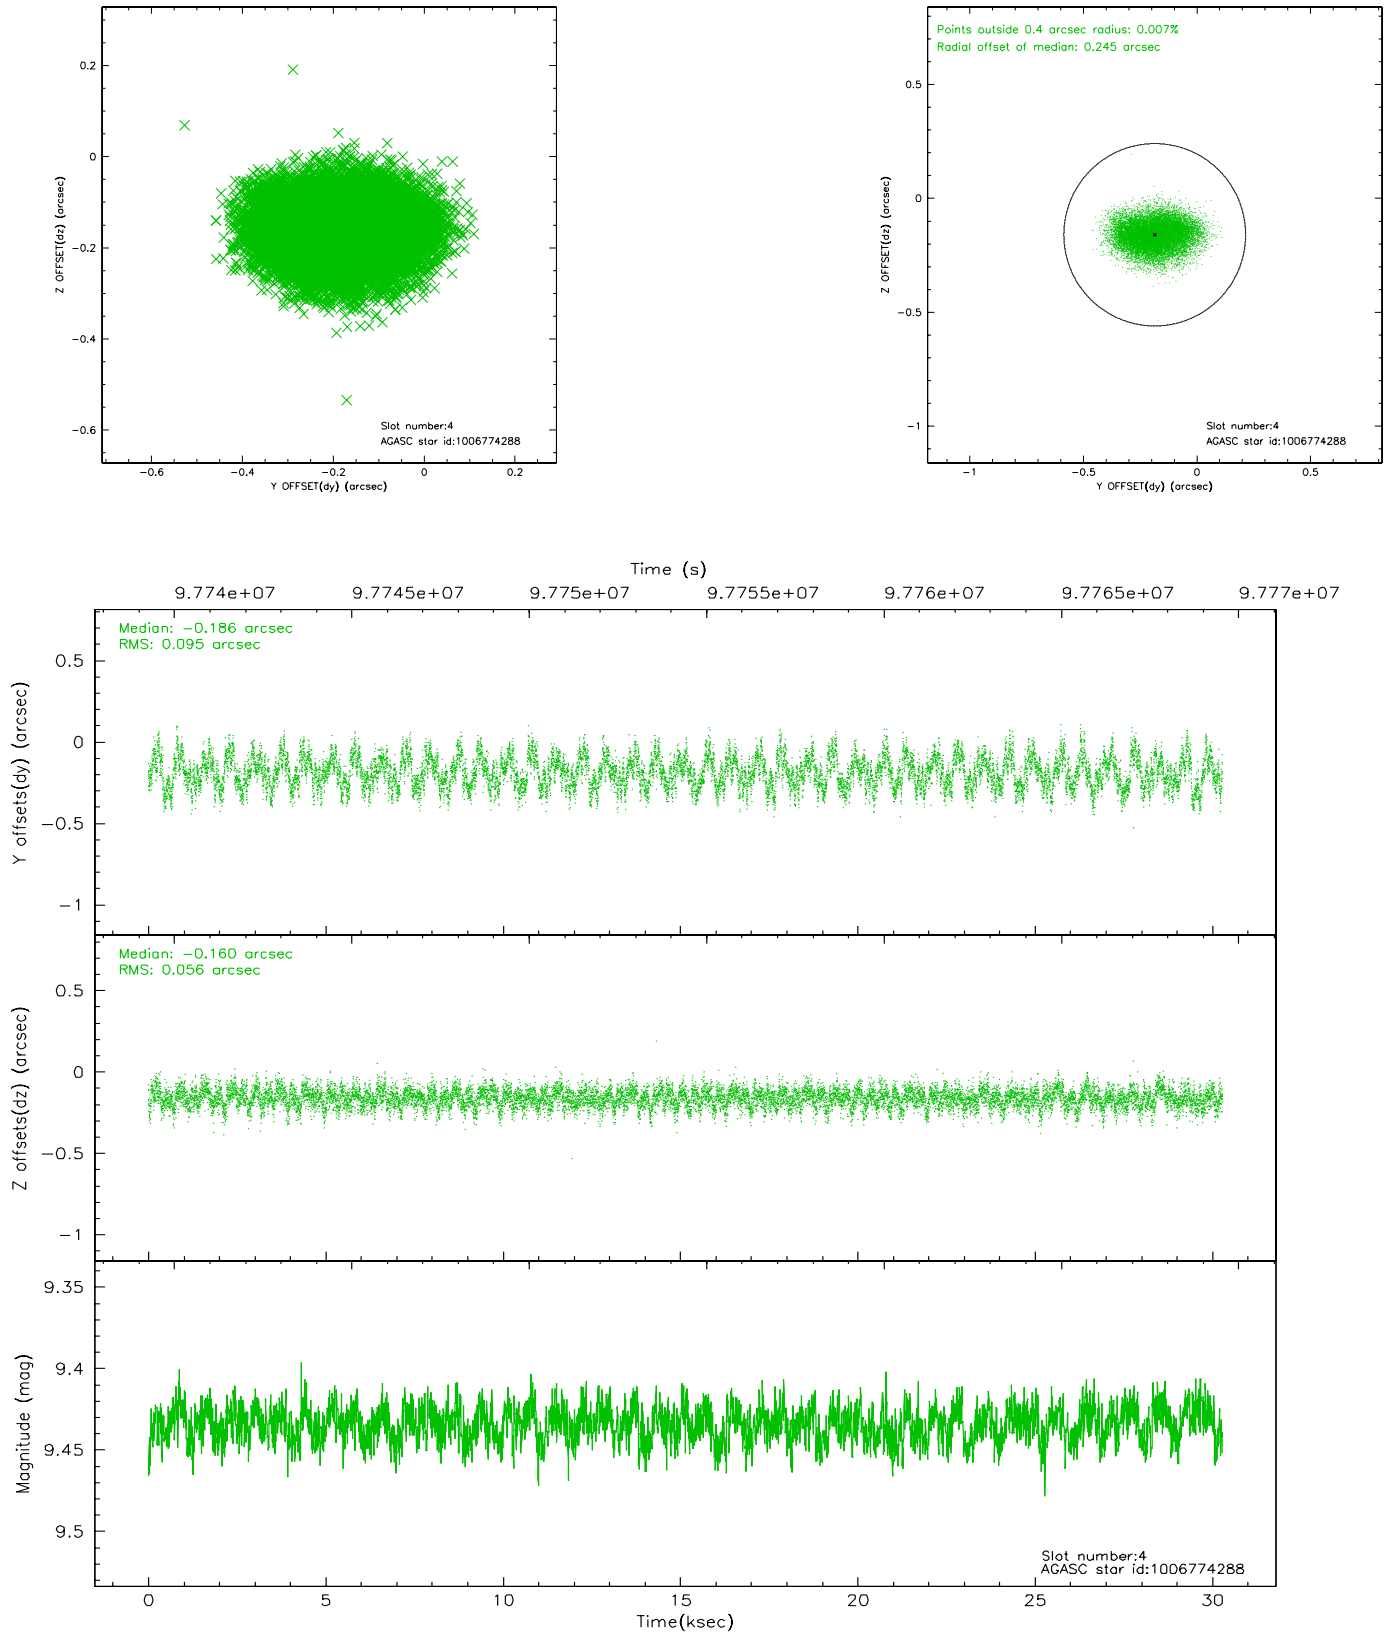 0.2
0
−0.2
−0.4
−0.6
Z OFFSET(dz) (arcsec)
Slot number:4
AGASC star id:1006774288
−0.6 −0.4 −0.2 0 0.2
Y OFFSET(dy) (arcsec)
Points outside 0.4 arcsec radius: 0.007%
Radial offset of median: 0.245 arcsec
0.5
0
−0.5
−1
Z OFFSET(dz) (arcsec)
Slot number:4
AGASC star id:1006774288
−1 −0.5 0 0.5
Y OFFSET(dy) (arcsec)
Time (s)
9.774e+07 9.7745e+07 9.775e+07 9.7755e+07 9.776e+07 9.7765e+07 9.777e+07
Median: −0.186 arcsec
RMS: 0.095 arcsec
0.5
0
−0.5
−1
Y offsets(dy) (arcsec)
Median: −0.160 arcsec
RMS: 0.056 arcsec
0.5
0
−0.5
−1
Z offsets(dz) (arcsec)
9.35
9.4
9.45
9.5
Magnitude (mag)
Slot number:4
AGASC star id:1006774288
0 5 10 15 20 25 30
Time(ksec)